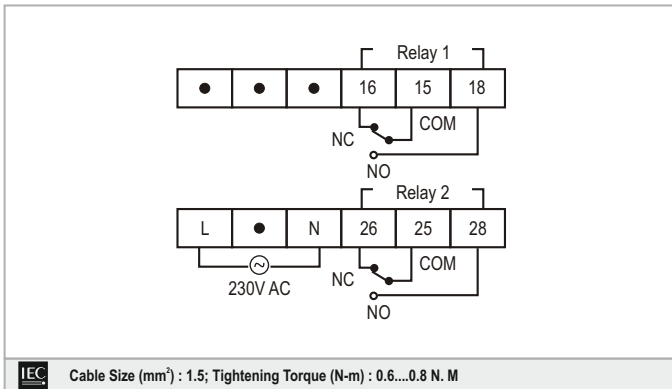 Relay 1
16 15 18
NC COM
NO
Relay 2
L N 26 25 28
230V AC NC COM
NO
IEC Cable Size (mm²) : 1.5; Tightening Torque (N-m) : 0.6....0.8 N. M